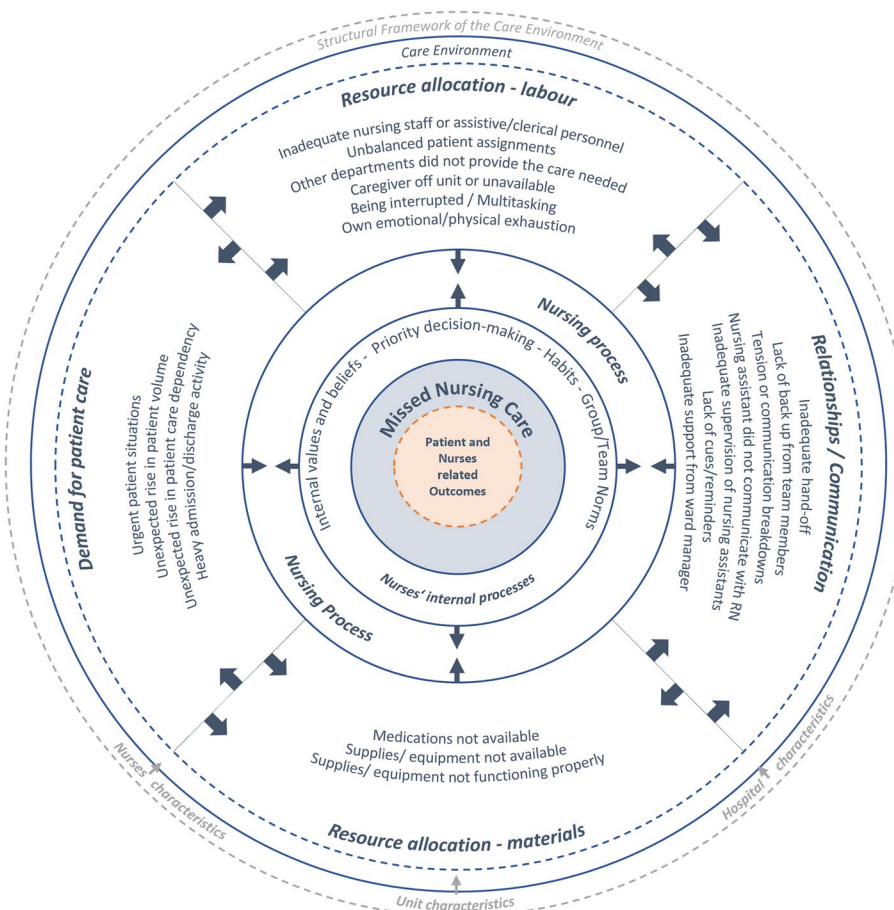 Structural Framework of the Care Environment
Care Environment
Resource allocation - labour
Inadequate nursing staff or assistive/clerical personnel
Unbalanced patient assignments
Other departments did not provide the care needed
Caregiver off unit or unavailable
Being interrupted / Multitasking
Own emotional/physical exhaustion
Nursing process
Internal values and beliefs - Priority decision-making - Habits - Group/Team Norms
Missed Nursing Care
Patient and
Nurses
related
Outcomes
Nurses‘ internal processes
Nursing Process
Demand for patient care
Urgent patient situations
Unexpected rise in patient volume
Unexpected rise in patient care dependency
Heavy admission/discharge activity
Relationships / Communication
Inadequate hand-off
Lack of back up from team members
Tension or communication breakdowns
Nursing assistant did not communicate with RN
Inadequate supervision of nursing assistants
Lack of cues/reminders
Inadequate support from ward manager
Medications not available
Supplies/ equipment not available
Supplies/ equipment not functioning properly
Resource allocation - materials
Nurses characteristics
Unit characteristics
Hospital characteristics